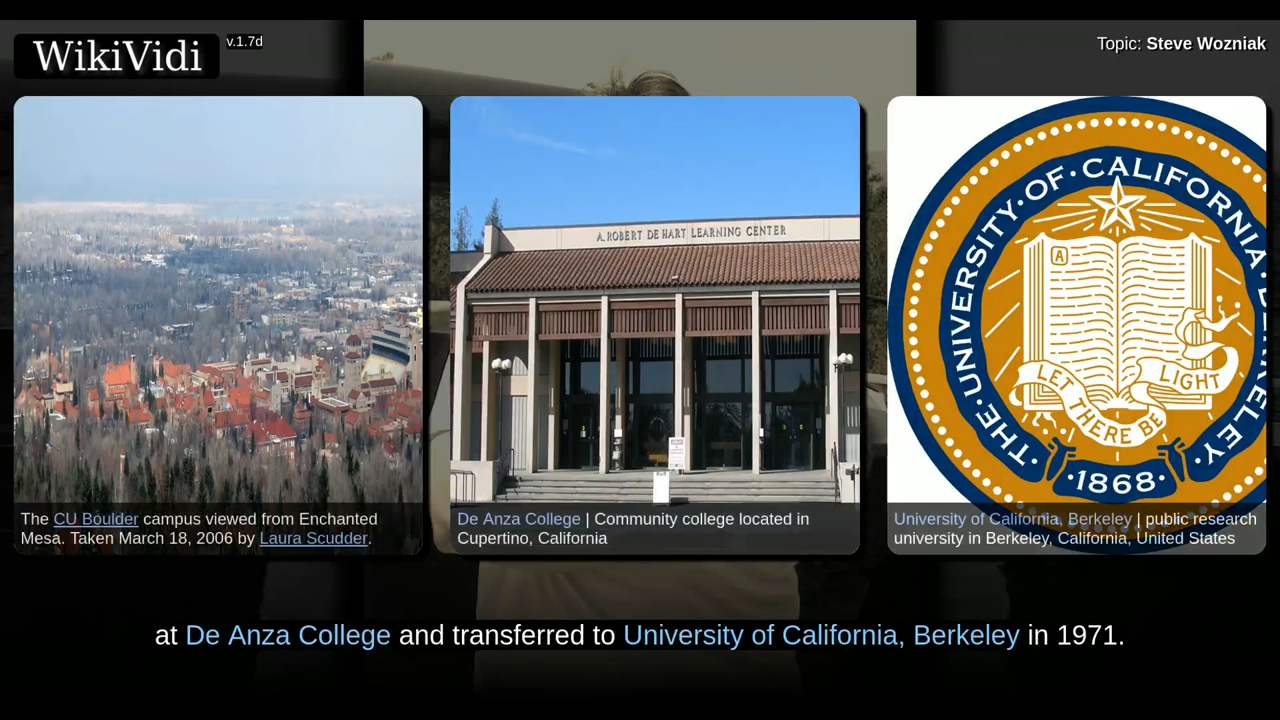 WikiVidi
v.1.7d
Topic: Steve Wozniak
A. ROBERT DE HART LEARNING CENTER
THE · UNIVERSITY · OF · CALIFORNIA ·
A
LET THERE BE LIGHT
·1868·
The CU Boulder campus viewed from Enchanted
Mesa. Taken March 18, 2006 by Laura Scudder.
De Anza College | Community college located in
Cupertino, California
University of California, Berkeley | public research
university in Berkeley, California, United States
at De Anza College and transferred to University of California, Berkeley in 1971.